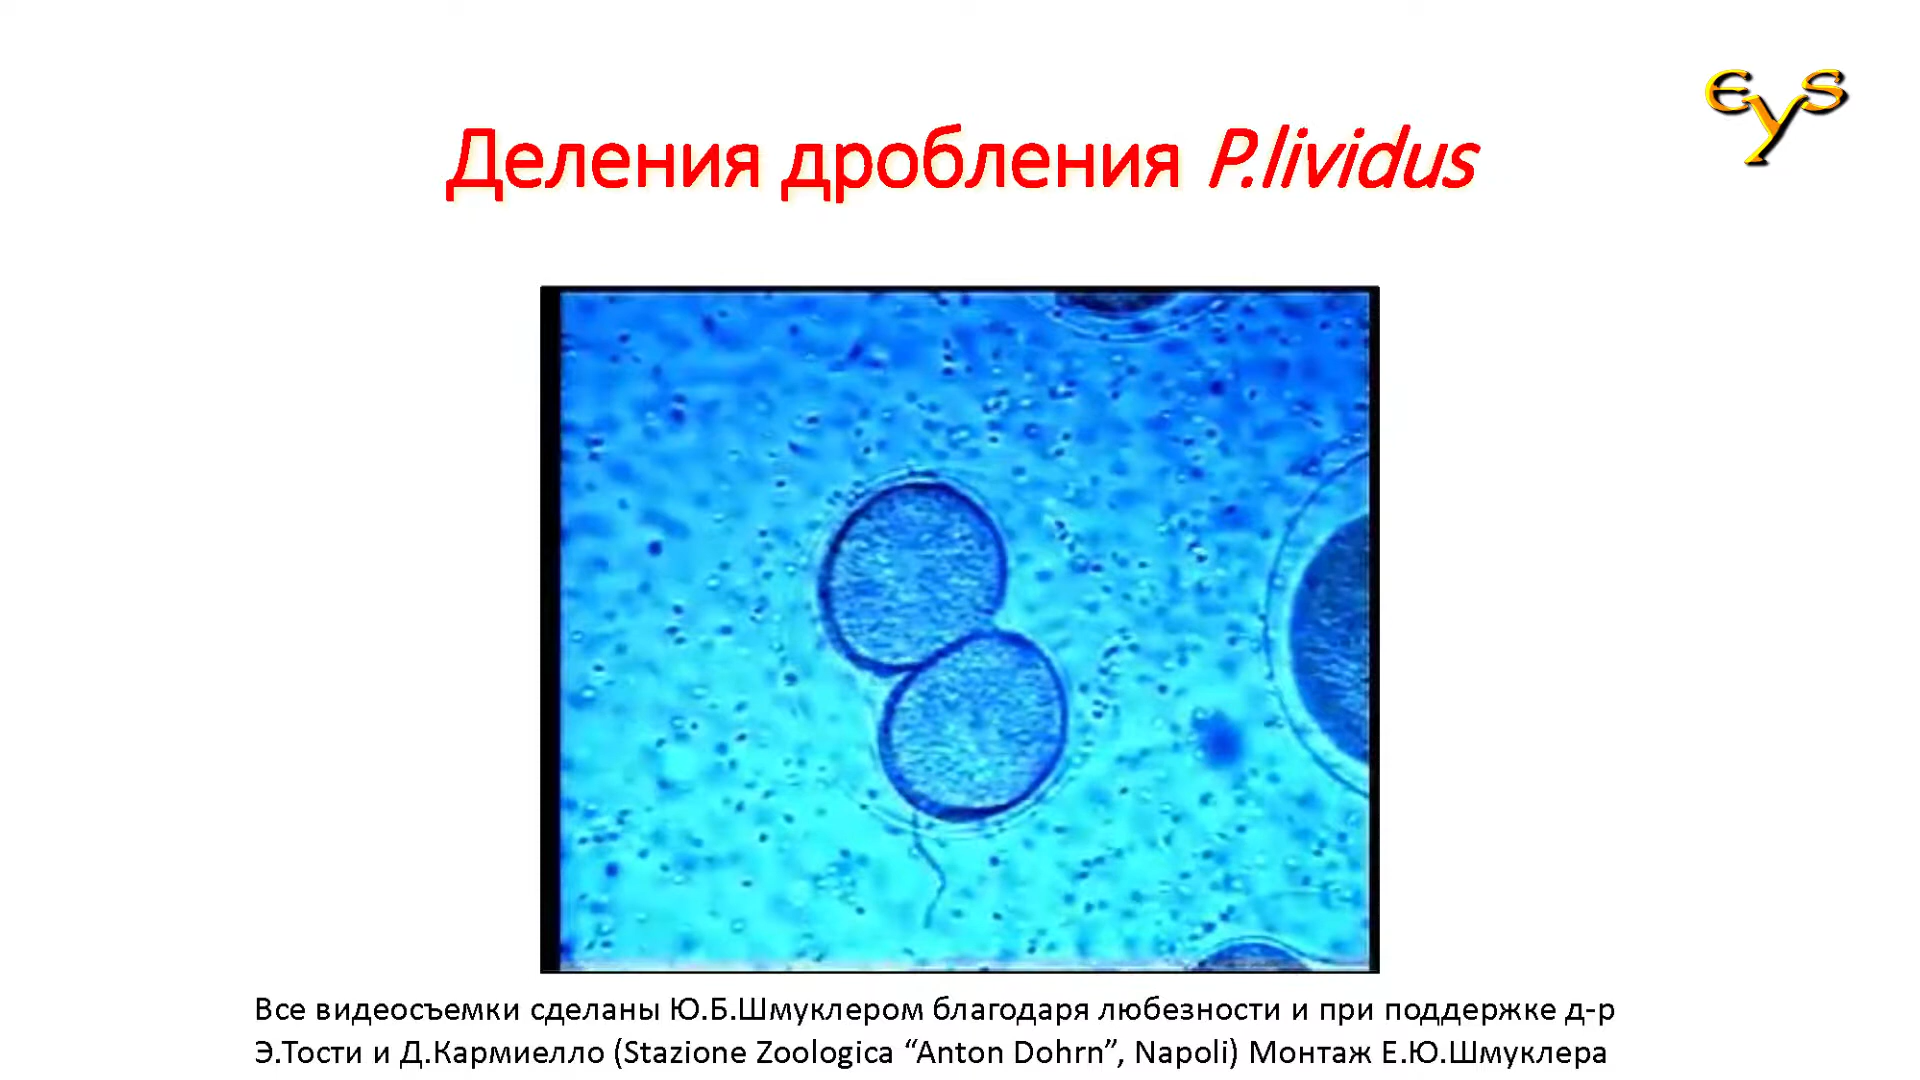 EYS
Деления дробления P.lividus
Все видеосъемки сделаны Ю.Б.Шмуклером благодаря любезности и при поддержке д-р
Э.Тости и Д.Кармиелло (Stazione Zoologica “Anton Dohrn”, Napoli) Монтаж Е.Ю.Шмуклера